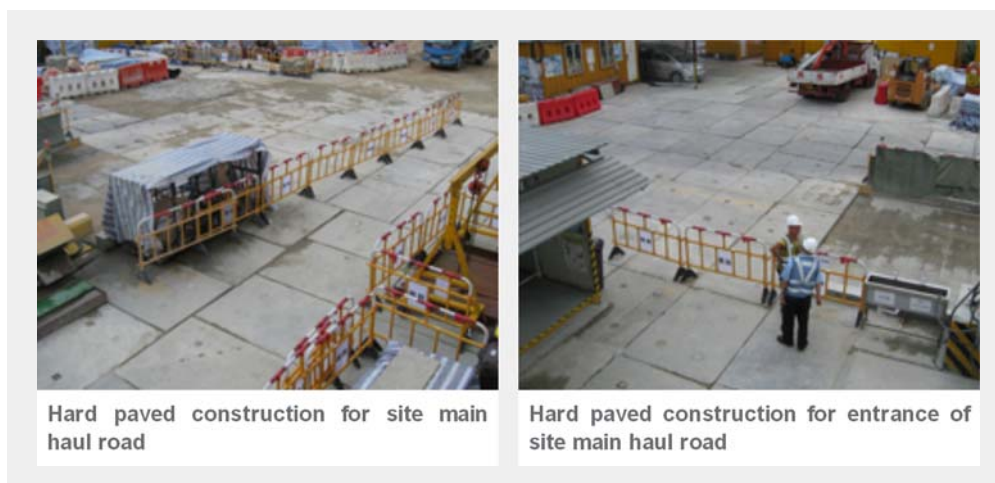 Hard paved construction for site main
haul road
Hard paved construction for entrance of
site main haul road